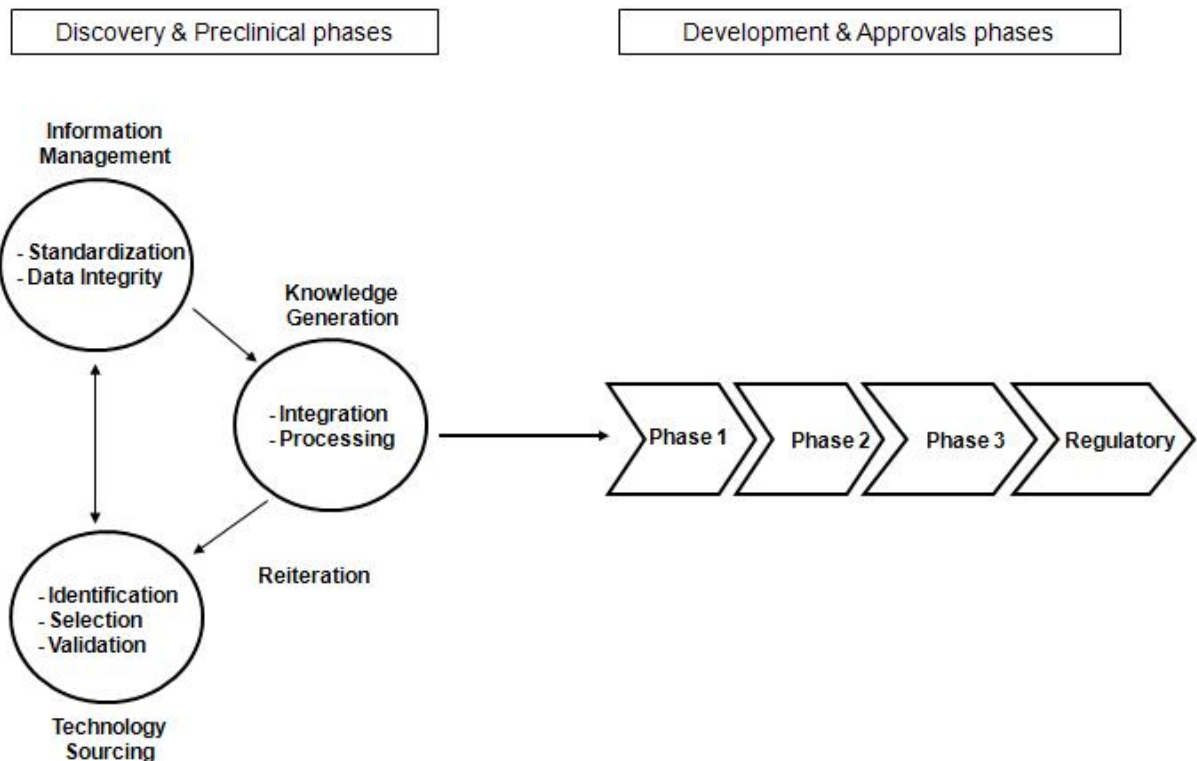 Discovery & Preclinical phases
Development & Approvals phases
Information
Management
- Standardization
- Data Integrity
Knowledge
Generation
- Integration
- Processing
Phase 1
Phase 2
Phase 3
Regulatory
Reiteration
- Identification
- Selection
- Validation
Technology
Sourcing